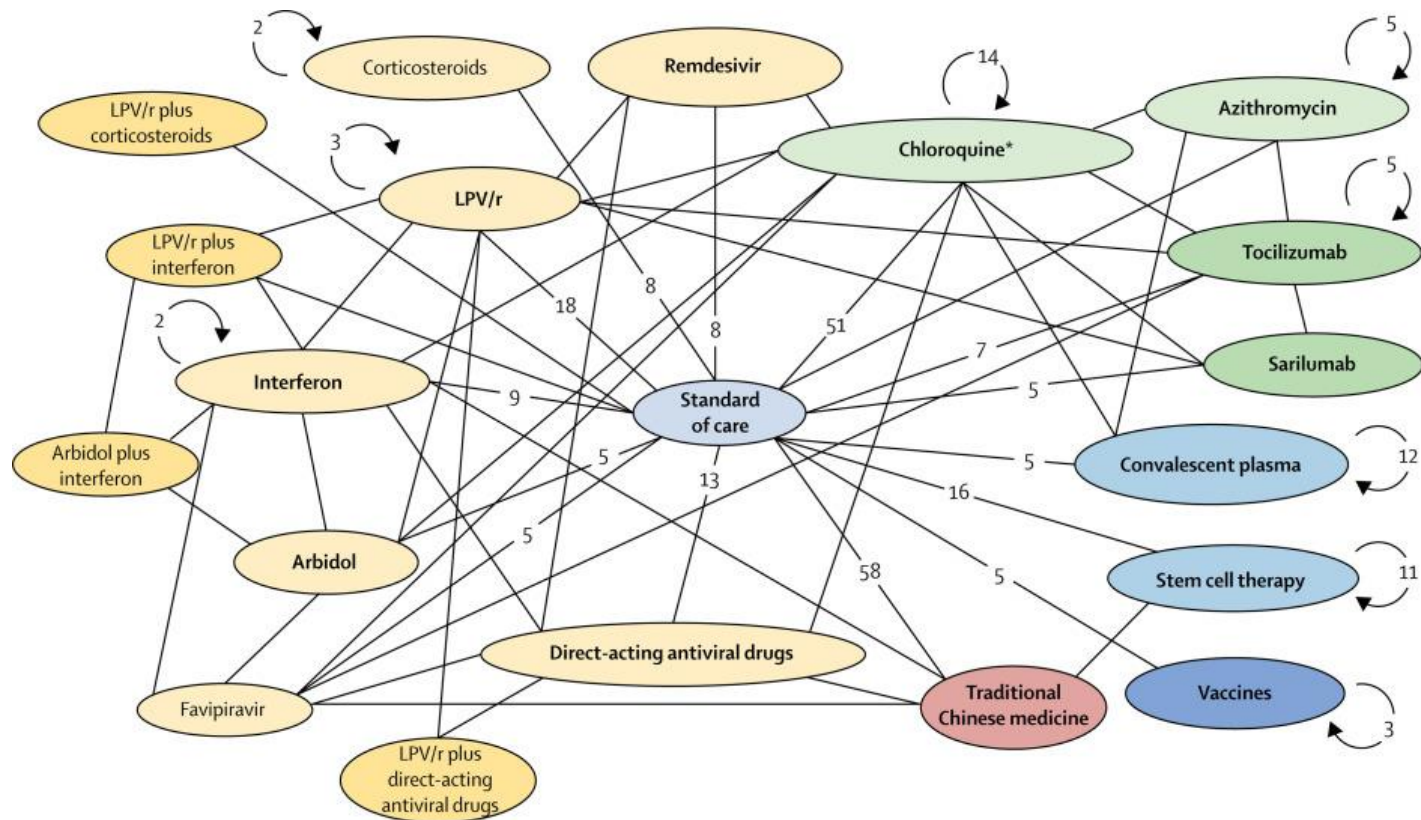 2
Corticosteroids
Remdesivir
14
5
Azithromycin
LPV/r plus
corticosteroids
3
LPV/r
Chloroquine*
5
LPV/r plus
interferon
Tocilizumab
8
18
8
51
2
Interferon
7
Sarilumab
9
Standard
of care
5
Arbidol plus
interferon
5
13
5
Convalescent plasma
12
16
5
Arbidol
58
5
Stem cell therapy
11
Direct-acting antiviral drugs
Favipiravir
Traditional
Chinese medicine
Vaccines
3
LPV/r plus
direct-acting
antiviral drugs